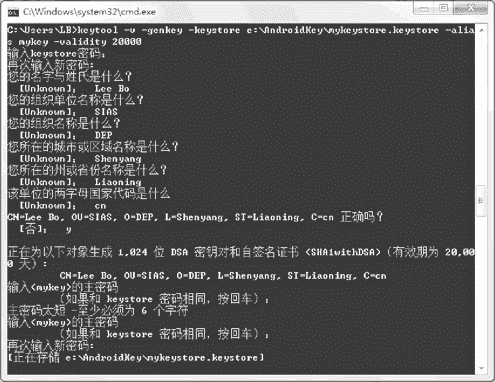 C:\Windows\system32\cmd.exe
C:\Users\LB>keytool -v -genkey -keystore e:\AndroidKey\mykeystore.keystore -alia
s mykey -validity 20000
输入keystore密码:
再次输入新密码:
您的名字与姓氏是什么?
[Unknown]: Lee Bo
您的组织单位名称是什么?
[Unknown]: SIAS
您的组织名称是什么?
[Unknown]: DEP
您所在的城市或区域名称是什么?
[Unknown]: Shenyang
您所在的州或省份名称是什么?
[Unknown]: Liaoning
该单位的两字母国家代码是什么
[Unknown]: cn
CN=Lee Bo, OU=SIAS, O=DEP, L=Shenyang, ST=Liaoning, C=cn 正确吗?
[否]: y
正在为以下对象生成 1,024 位 DSA 密钥对和自签名证书 (SHA1withDSA)(有效期为 20,00
0 天):
CN=Lee Bo, OU=SIAS, O=DEP, L=Shenyang, ST=Liaoning, C=cn
输入<mykey>的主密码
(如果和 keystore 密码相同,按回车):
主密码太短 -至少必须为 6 个字符
输入<mykey>的主密码
(如果和 keystore 密码相同,按回车):
再次输入新密码:
[正在存储 e:\AndroidKey\mykeystore.keystore]